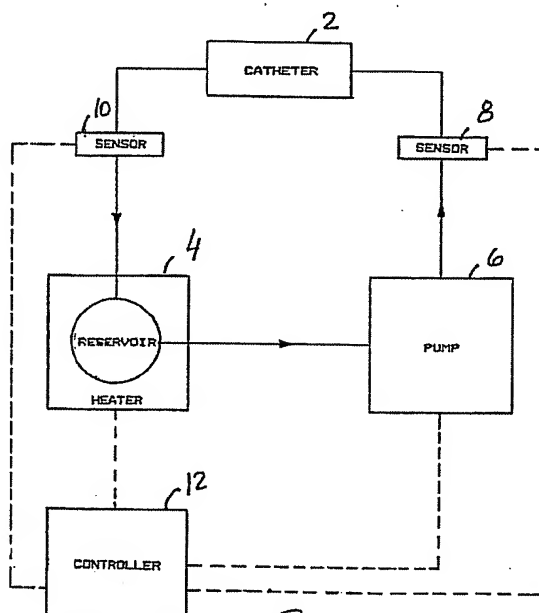 2
CATHETER
10
SENSOR
8
SENSOR
4
6
RESERVOIR
PUMP
HEATER
12
CONTROLLER